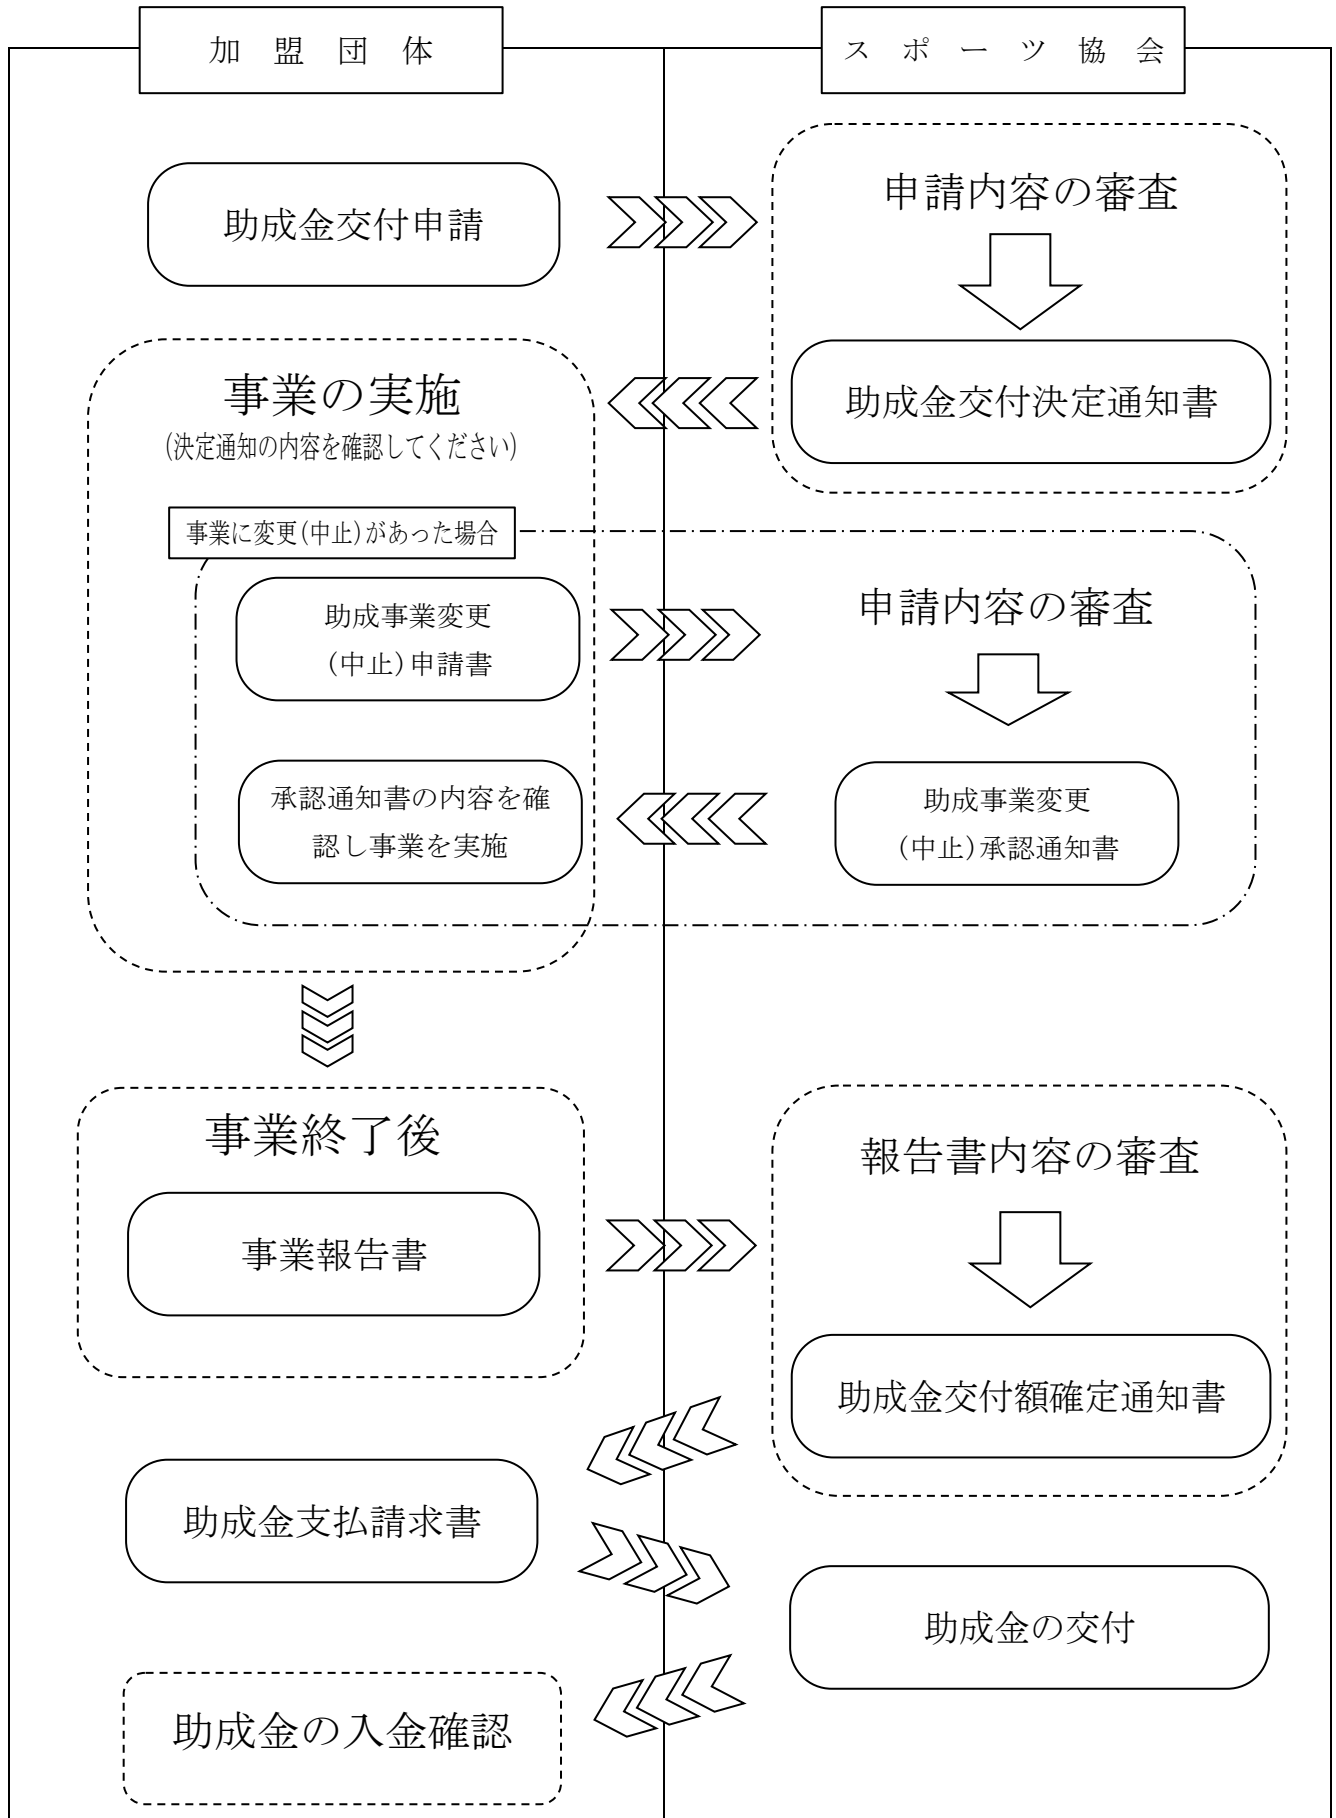 加盟団体
スポーツ協会
助成金交付申請
申請内容の審査
助成金交付決定通知書
事業の実施
(決定通知の内容を確認してください)
事業に変更(中止)があった場合
助成事業変更
(中止)申請書
申請内容の審査
助成事業変更
(中止)承認通知書
承認通知書の内容を確
認し事業を実施
事業終了後
事業報告書
報告書内容の審査
助成金交付額確定通知書
助成金支払請求書
助成金の交付
助成金の入金確認